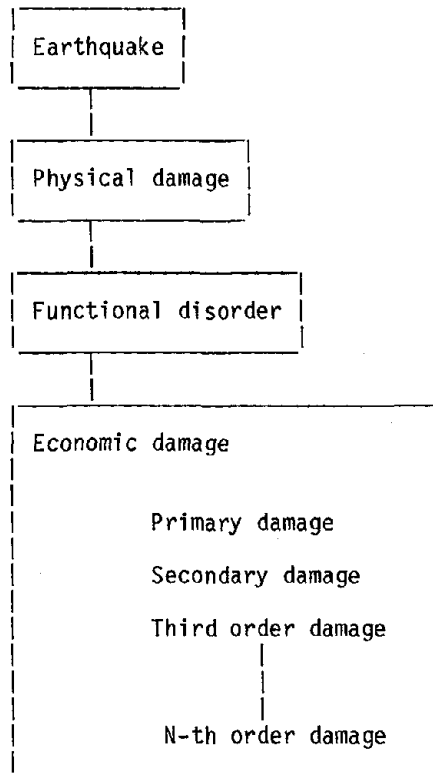 Earthquake
Physical damage
Functional disorder
Economic damage
Primary damage
Secondary damage
Third order damage
N-th order damage